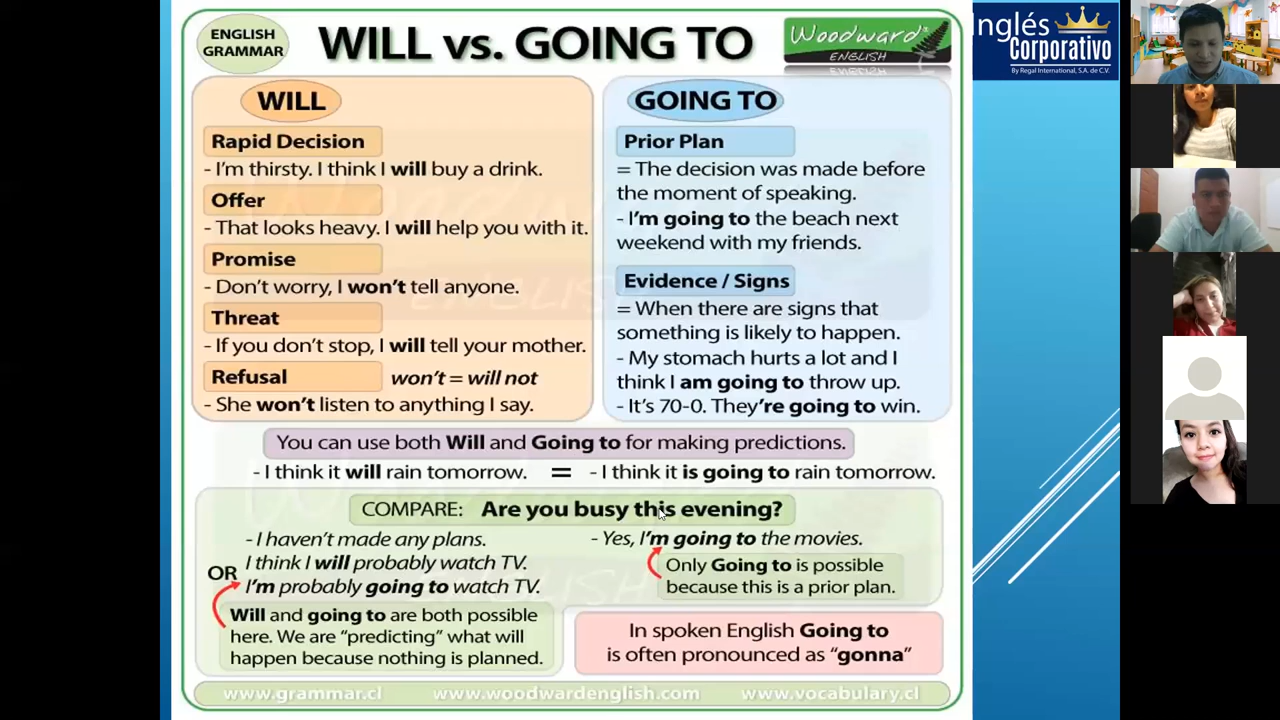 ENGLISH
GRAMMAR
WILL vs. GOING TO
Woodward®
ENGLISH
Inglés
Corporativo
By Regal International, S.A. de C.V.
WILL
Rapid Decision
- I'm thirsty. I think I will buy a drink.
Offer
- That looks heavy. I will help you with it.
Promise
- Don't worry, I won't tell anyone.
Threat
- If you don't stop, I will tell your mother.
Refusal won't = will not
- She won't listen to anything I say.
GOING TO
Prior Plan
= The decision was made before
the moment of speaking.
- I'm going to the beach next
weekend with my friends.
Evidence / Signs
= When there are signs that
something is likely to happen.
- My stomach hurts a lot and I
think I am going to throw up.
- It's 70-0. They're going to win.
You can use both Will and Going to for making predictions.
- I think it will rain tomorrow. = - I think it is going to rain tomorrow.
COMPARE: Are you busy this evening?
- I haven't made any plans.
I think I will probably watch TV.
OR
I'm probably going to watch TV.
Will and going to are both possible
here. We are "predicting" what will
happen because nothing is planned.
- Yes, I'm going to the movies.
Only Going to is possible
because this is a prior plan.
In spoken English Going to
is often pronounced as "gonna"
www.grammar.cl www.woodwardenglish.com www.vocabulary.cl